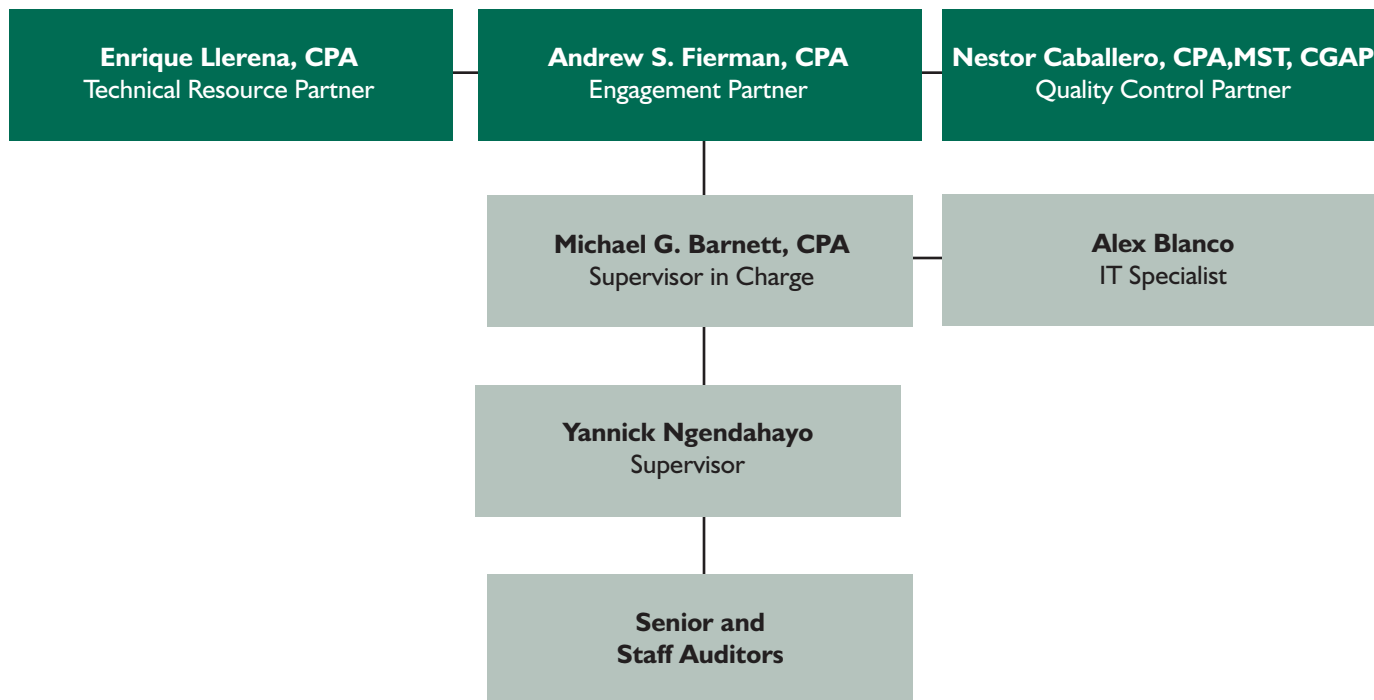 Enrique Llerena, CPA
Technical Resource Partner
Andrew S. Fierman, CPA
Engagement Partner
Nestor Caballero, CPA,MST, CGAP
Quality Control Partner
Michael G. Barnett, CPA
Supervisor in Charge
Alex Blanco
IT Specialist
Yannick Ngendahayo
Supervisor
Senior and
Staff Auditors